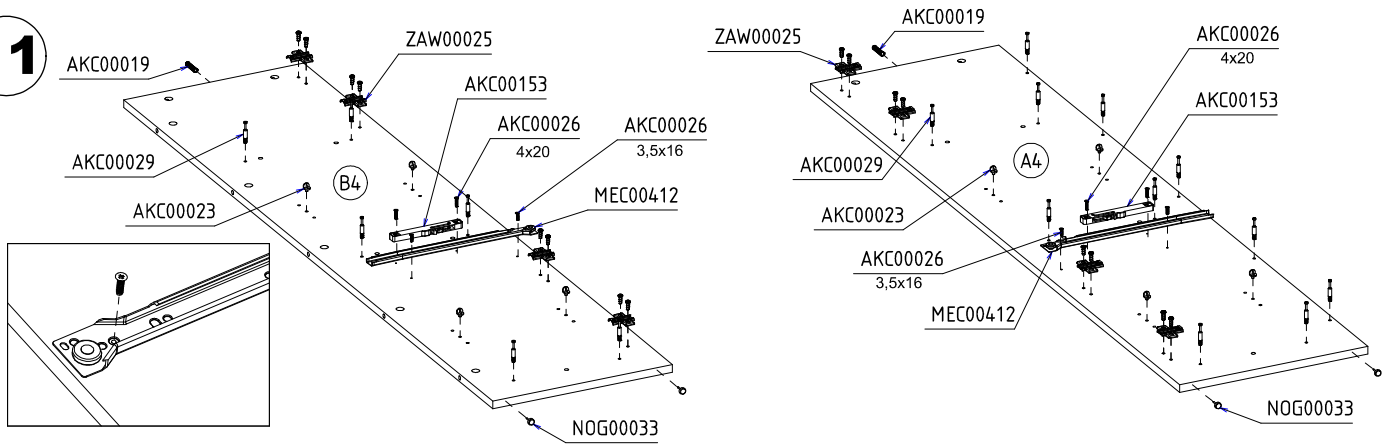 1
AKC00019
ZAW00025
AKC00153
AKC00026
4x20
AKC00026
3,5x16
MEC00412
AKC00029
B4
AKC00023
NOG00033
ZAW00025
AKC00019
AKC00026
4x20
AKC00153
AKC00029
A4
AKC00023
AKC00026
3,5x16
MEC00412
NOG00033